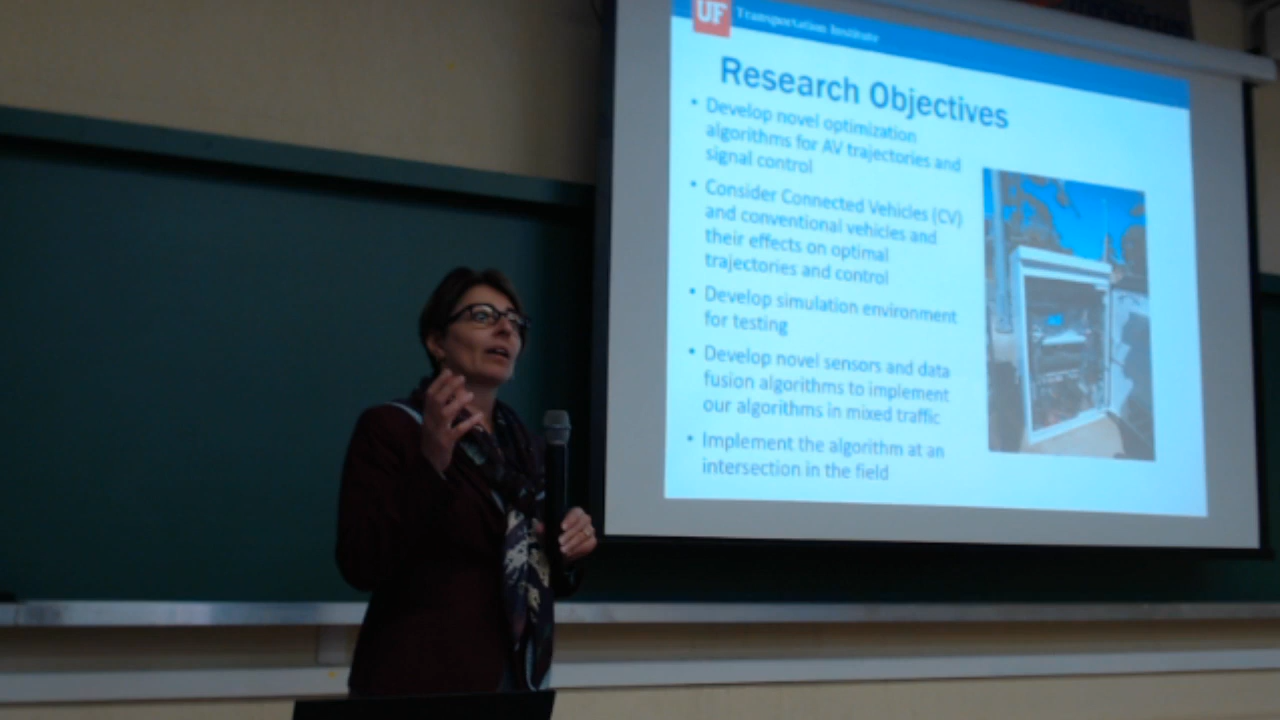 UF Transportation Institute
Research Objectives
• Develop novel optimization
algorithms for AV trajectories and
signal control
• Consider Connected Vehicles (CV)
and conventional vehicles and
their effects on optimal
trajectories and control
• Develop simulation environment
for testing
• Develop novel sensors and data
fusion algorithms to implement
our algorithms in mixed traffic
• Implement the algorithm at an
intersection in the field